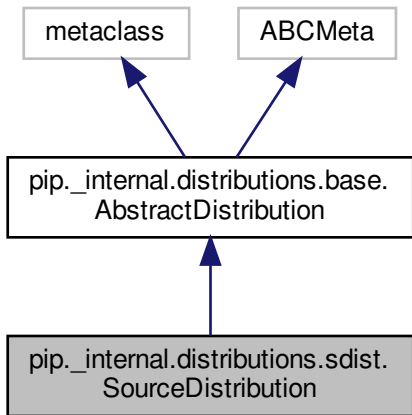 metaclass
ABCMeta
pip._internal.distributions.base.
AbstractDistribution
pip._internal.distributions.sdist.
SourceDistribution